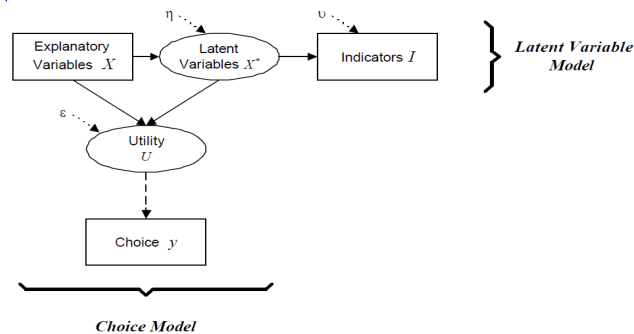 η
υ
Explanatory
Variables X
Latent
Variables X*
Indicators I
Latent Variable
Model
ε
Utility
U
Choice y
Choice Model